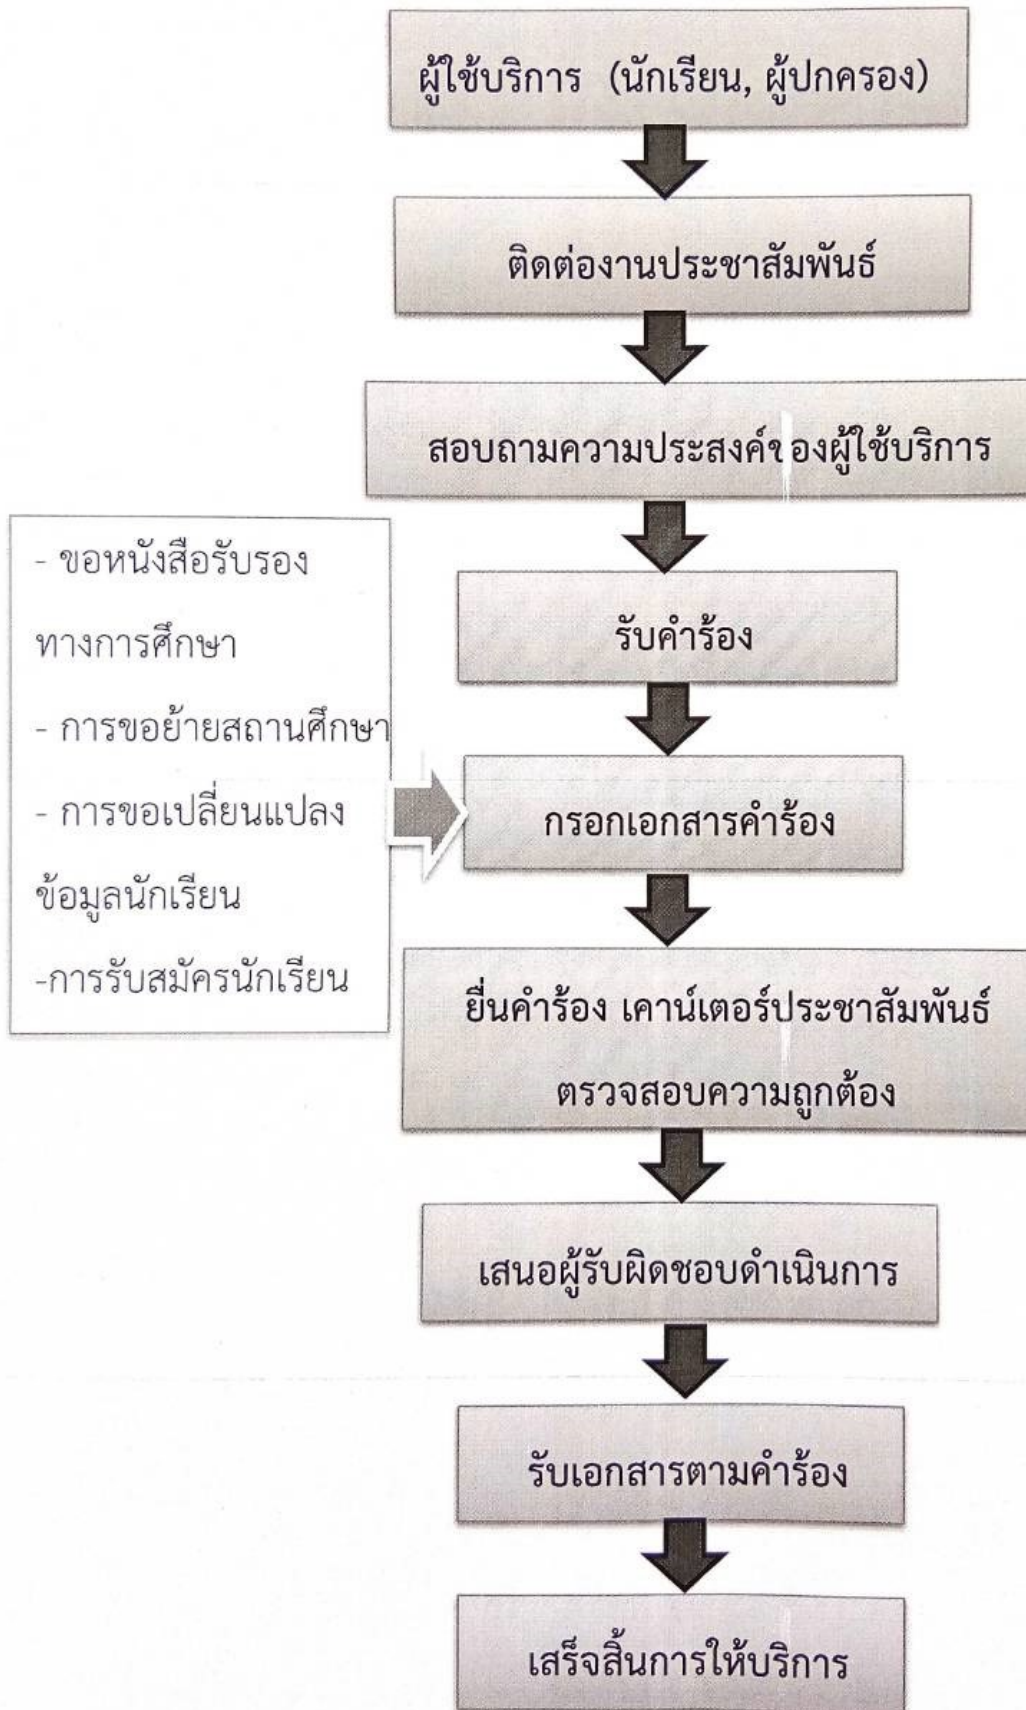 ผู้ใช้บริการ (นักเรียน, ผู้ปกครอง)
ติดต่องานประชาสัมพันธ์
สอบถามความประสงค์ของผู้ใช้บริการ
รับคำร้อง
- ขอหนังสือรับรอง
ทางการศึกษา
- การขอย้ายสถานศึกษา
- การขอเปลี่ยนแปลง
ข้อมูลนักเรียน
-การรับสมัครนักเรียน
กรอกเอกสารคำร้อง
ยื่นคำร้อง เคาน์เตอร์ประชาสัมพันธ์
ตรวจสอบความถูกต้อง
เสนอผู้รับผิดชอบดำเนินการ
รับเอกสารตามคำร้อง
เสร็จสิ้นการให้บริการ